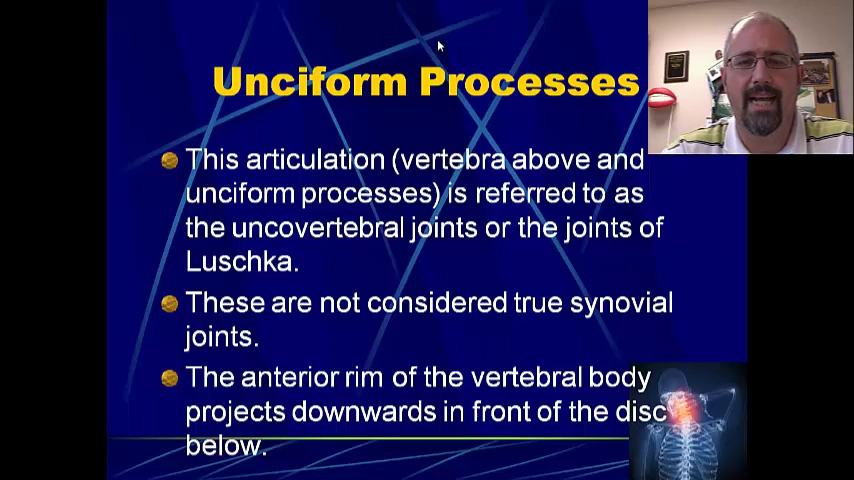 Unciform Processes
This articulation (vertebra above and
unciform processes) is referred to as
the uncovertebral joints or the joints of
Luschka.
These are not considered true synovial
joints.
The anterior rim of the vertebral body
projects downwards in front of the disc
below.